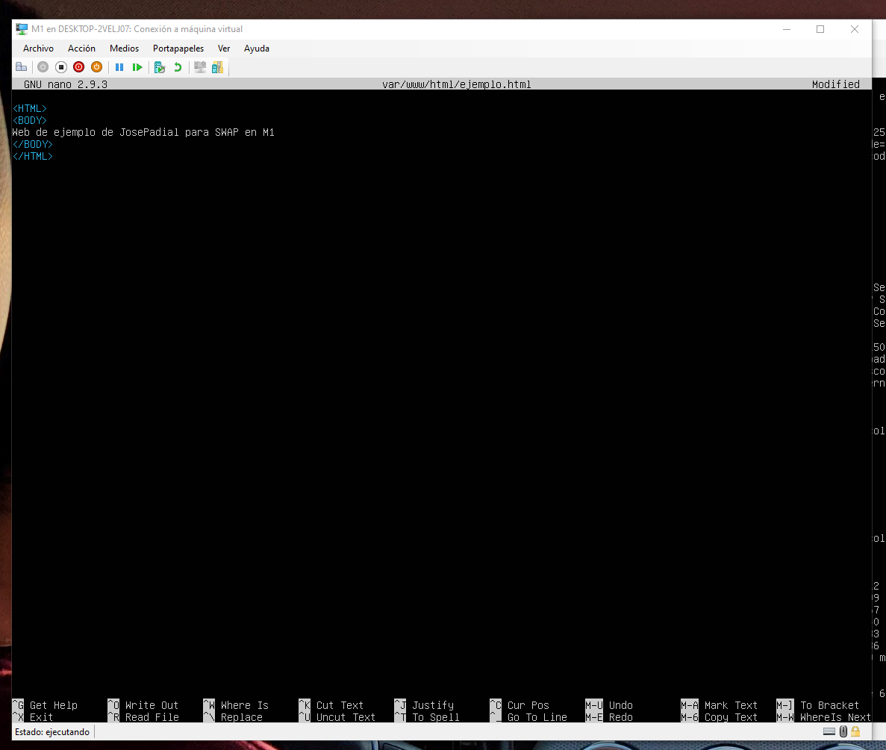 M1 en DESKTOP-2VELJ07: Conexión a máquina virtual
Archivo Acción Medios Portapapeles Ver Ayuda
GNU nano 2.9.3 var/www/html/ejemplo.html Modified
<HTML>
<BODY>
Web de ejemplo de JosePadial para SWAP en M1
</BODY>
</HTML>
^G Get Help ^O Write Out ^W Where Is ^K Cut Text ^J Justify ^C Cur Pos M-U Undo M-A Mark Text M-] To Bracket
^X Exit ^R Read File ^\ Replace ^U Uncut Text ^T To Spell ^_ Go To Line M-E Redo M-6 Copy Text M-W WhereIs Next
Estado: ejecutando